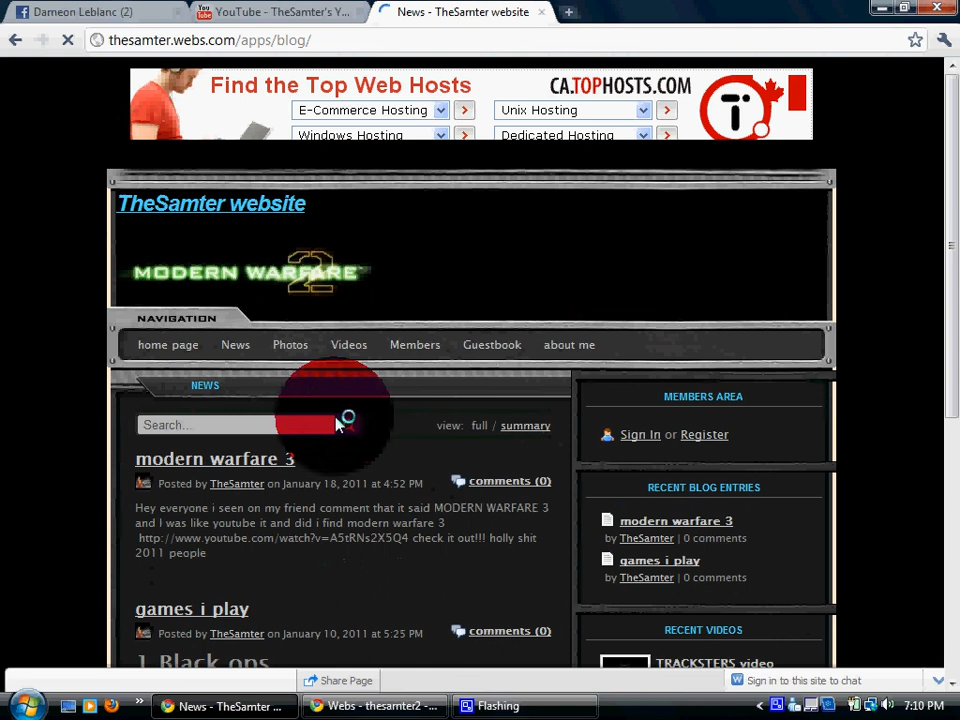 Dameon Leblanc (2)
YouTube - TheSamter's Y...
News - TheSamter website
thesamter.webs.com/apps/blog/
Find the Top Web Hosts
CA.TOPHOSTS.COM
E-Commerce Hosting
Unix Hosting
Windows Hosting
Dedicated Hosting
TheSamter website
MODERN WARFARE 2
NAVIGATION
home page News Photos Videos Members Guestbook about me
NEWS
Search...
view: full / summary
modern warfare 3
Posted by TheSamter on January 18, 2011 at 4:52 PM
comments (0)
Hey everyone i seen on my friend comment that it said MODERN WARFARE 3
and I was like youtube it and did i find modern warfare 3
http://www.youtube.com/watch?v=A5tRNs2X5Q4 check it out!!! holly shit
2011 people
games i play
Posted by TheSamter on January 10, 2011 at 5:25 PM
comments (0)
1 Black ops
MEMBERS AREA
Sign In or Register
RECENT BLOG ENTRIES
modern warfare 3
by TheSamter | 0 comments
games i play
by TheSamter | 0 comments
RECENT VIDEOS
TRACKSTERS video
Share Page
Sign in to this site to chat
News - TheSamter ...
Webs - thesamter2 - ...
Flashing
7:10 PM